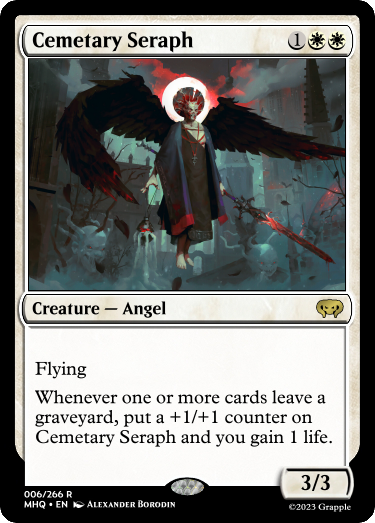 Cemetary Seraph 1
Creature — Angel
Flying
Whenever one or more cards leave a
graveyard, put a +1/+1 counter on
Cemetary Seraph and you gain 1 life.
3/3
006/266 R
MHQ • EN ALEXANDER BORODIN
©2023 Grapple